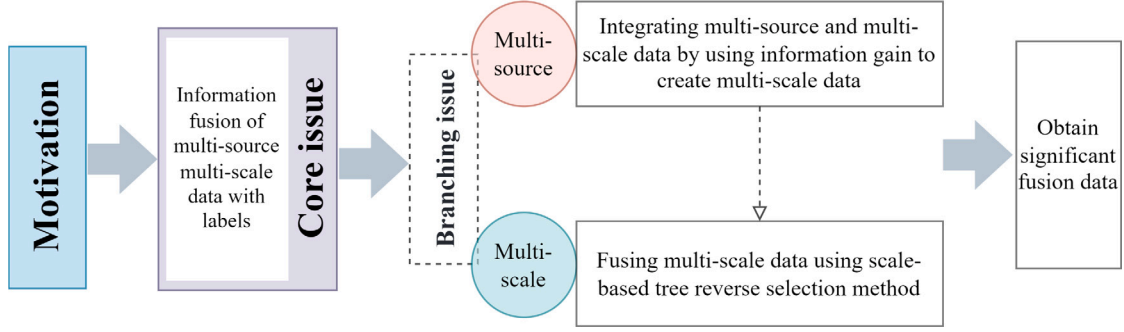 Motivation
Information
fusion of
multi-source
multi-scale
data with
labels
Core issue
Branching issue
Multi-
source
Integrating multi-source and multi-
scale data by using information gain to
create multi-scale data
Multi-
scale
Fusing multi-scale data using scale-
based tree reverse selection method
Obtain
significant
fusion data